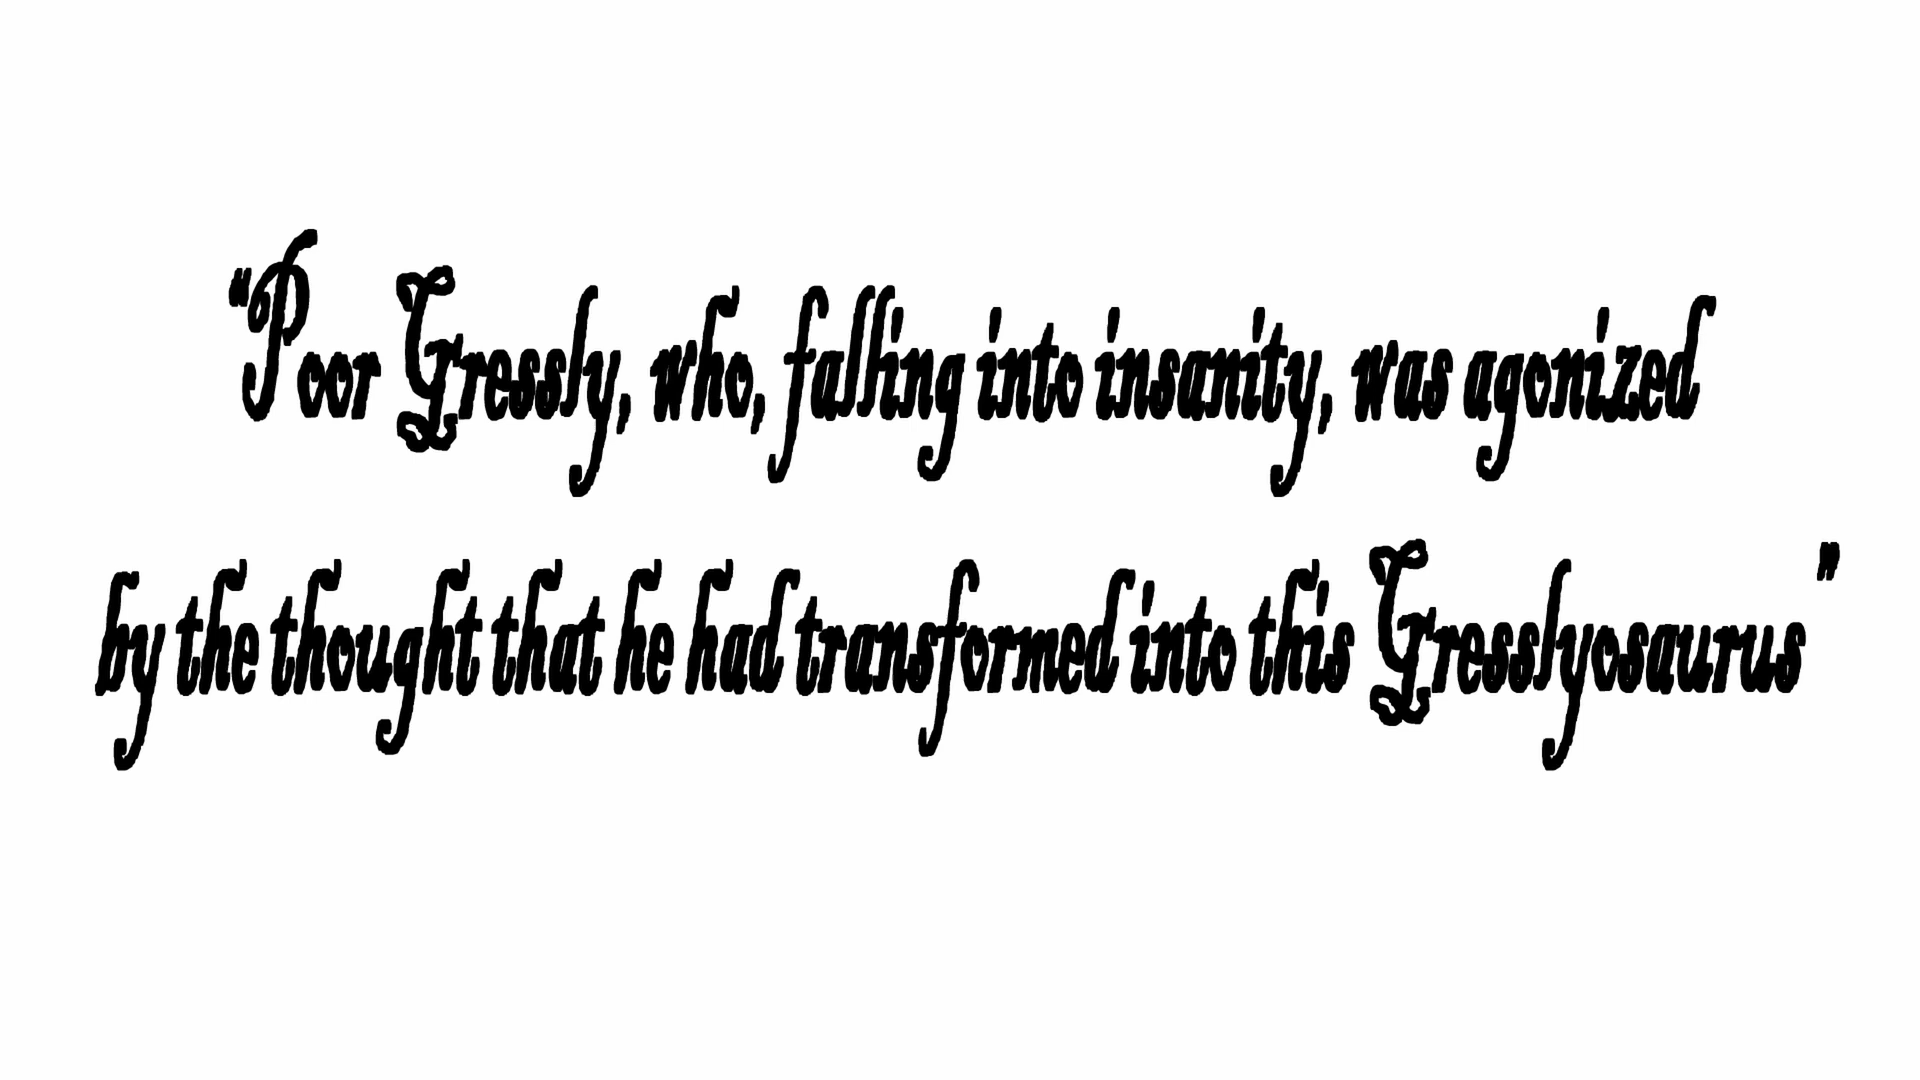 “Poor Gressly, who, falling into insanity, was agonized
by the thought that he had transformed into this Gresslyosaurus”